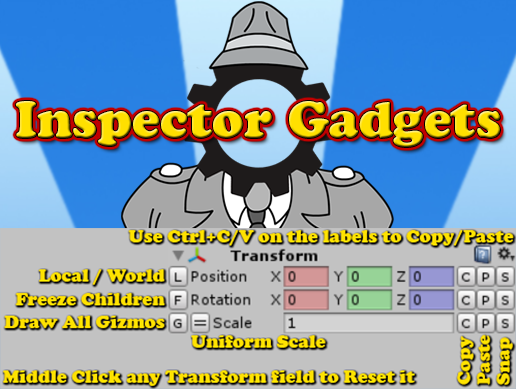 Inspector Gadgets
Use Ctrl+C/V on the labels to Copy/Paste
Transform
Local / World L Position X 0 Y 0 Z 0 C P S
Freeze Children F Rotation X 0 Y 0 Z 0 C P S
Draw All Gizmos G = Scale 1 C P S
Uniform Scale
Copy
Paste
Snap
Middle Click any Transform field to Reset it